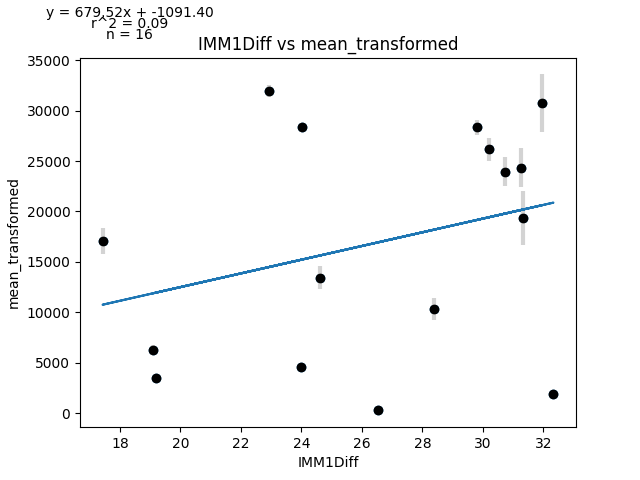 y = 679.52x + -1091.40
r^2 = 0.09
n = 16
IMM1Diff vs mean_transformed
35000
30000
25000
20000
15000
10000
5000
0
mean_transformed
18 20 22 24 26 28 30 32
IMM1Diff